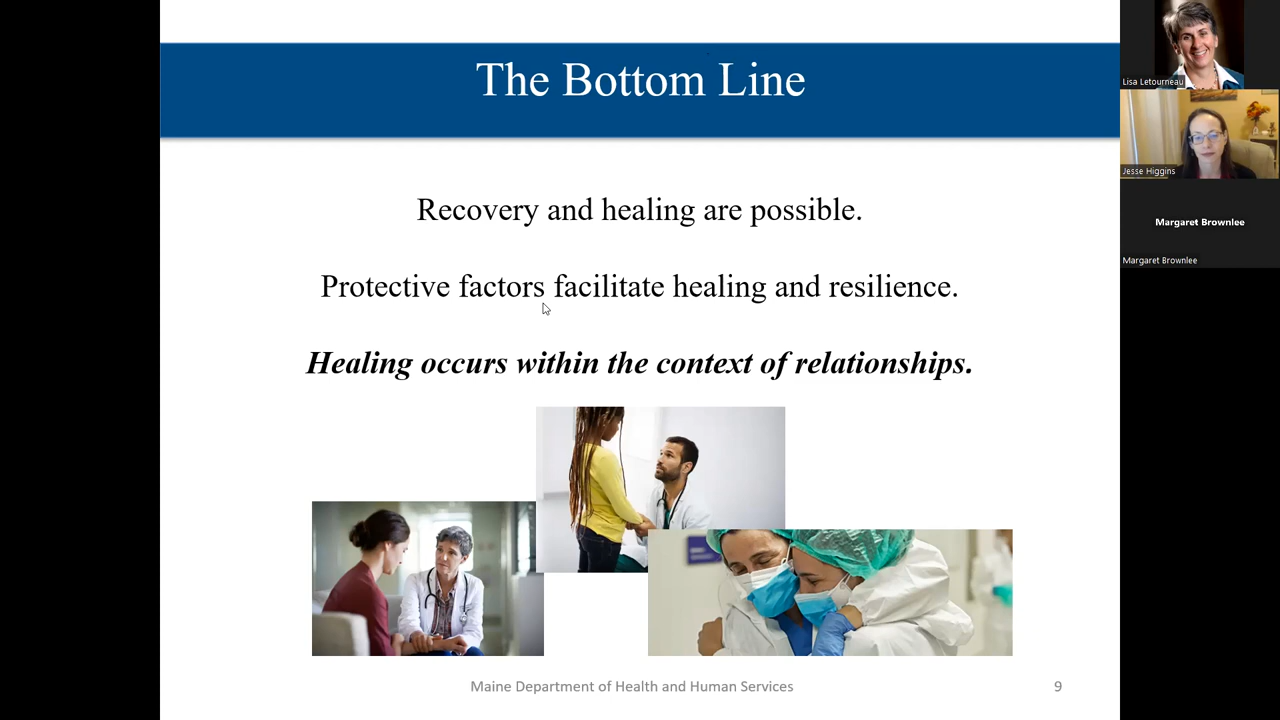 The Bottom Line
Recovery and healing are possible.
Protective factors facilitate healing and resilience.
Healing occurs within the context of relationships.
Maine Department of Health and Human Services
9
Lisa Letourneau
Jesse Higgins
Margaret Brownlee
Margaret Brownlee